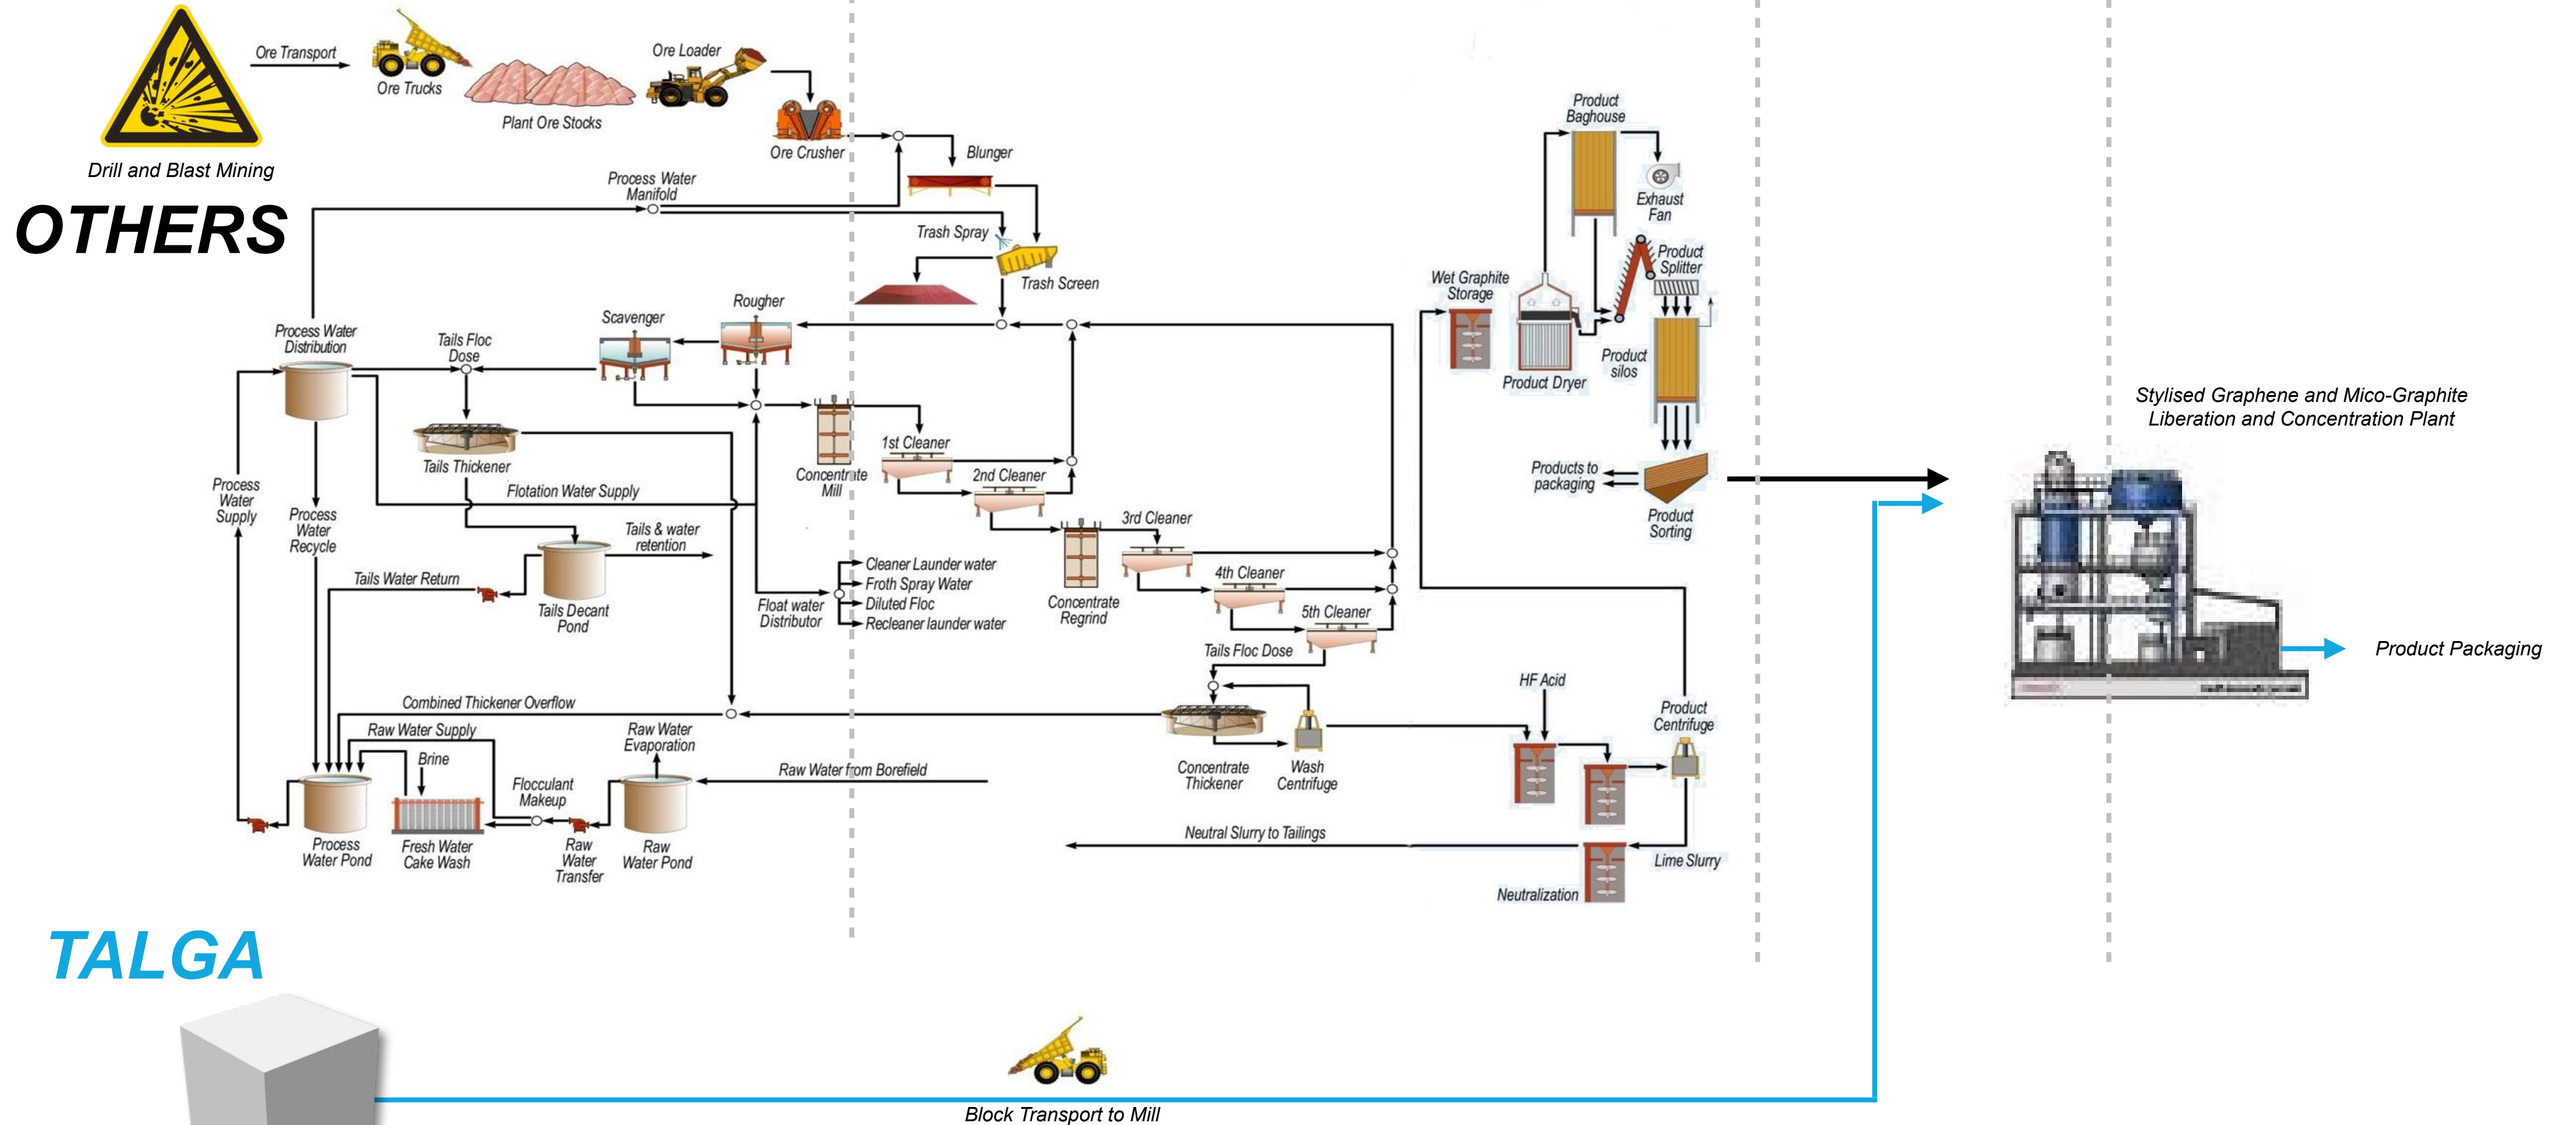 Ore Transport
Ore Trucks
Plant Ore Stocks
Ore Loader
Ore Crusher
Drill and Blast Mining
OTHERS
Process Water
Manifold
Blunger
Trash Spray
Trash Screen
Product
Baghouse
Exhaust
Fan
Product
Splitter
Wet Graphite
Storage
Product Dryer
Product
silos
Products to
packaging
Product
Sorting
Process Water
Distribution
Tails Floc
Dose
Scavenger
Rougher
Tails Thickener
Concentrate
Mill
1st Cleaner
2nd Cleaner
3rd Cleaner
4th Cleaner
5th Cleaner
Concentrate
Regrind
Process
Water
Supply
Process
Water
Recycle
Flotation Water Supply
Tails & water
retention
Tails Water Return
Tails Decant
Pond
Float water
Distributor
Cleaner Launder water
Froth Spray Water
Diluted Floc
Recleaner launder water
Tails Floc Dose
Combined Thickener Overflow
Raw Water Supply
Brine
Flocculant
Makeup
Raw Water
Evaporation
Raw Water from Borefield
Process
Water Pond
Fresh Water
Cake Wash
Raw
Water
Transfer
Raw
Water Pond
Concentrate
Thickener
Wash
Centrifuge
HF Acid
Product
Centrifuge
Neutral Slurry to Tailings
Lime Slurry
Neutralization
Stylised Graphene and Mico-Graphite
Liberation and Concentration Plant
Product Packaging
TALGA
Block Transport to Mill